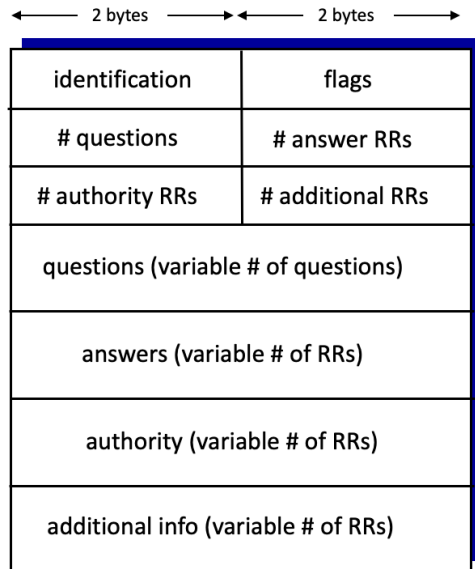 2 bytes 2 bytes
identification flags
# questions # answer RRs
# authority RRs # additional RRs
questions (variable # of questions)
answers (variable # of RRs)
authority (variable # of RRs)
additional info (variable # of RRs)